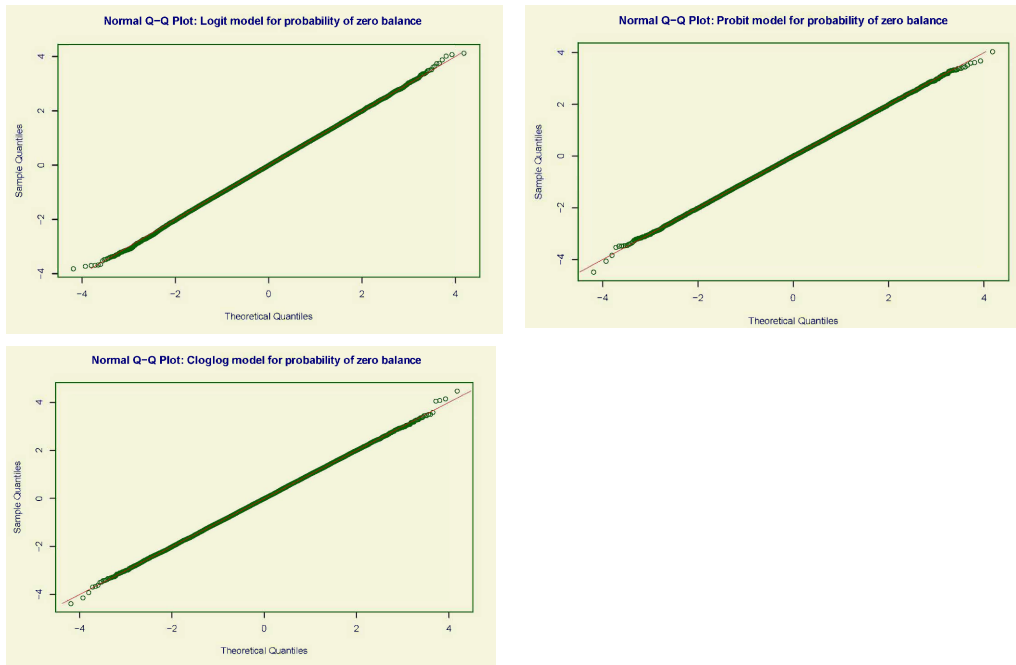 Normal Q−Q Plot: Logit model for probability of zero balance
4
2
0
−2
−4
Sample Quantiles
−4 −2 0 2 4
Theoretical Quantiles
Normal Q−Q Plot: Probit model for probability of zero balance
4
2
0
−2
−4
Sample Quantiles
−4 −2 0 2 4
Theoretical Quantiles
Normal Q−Q Plot: Cloglog model for probability of zero balance
4
2
0
−2
−4
Sample Quantiles
−4 −2 0 2 4
Theoretical Quantiles